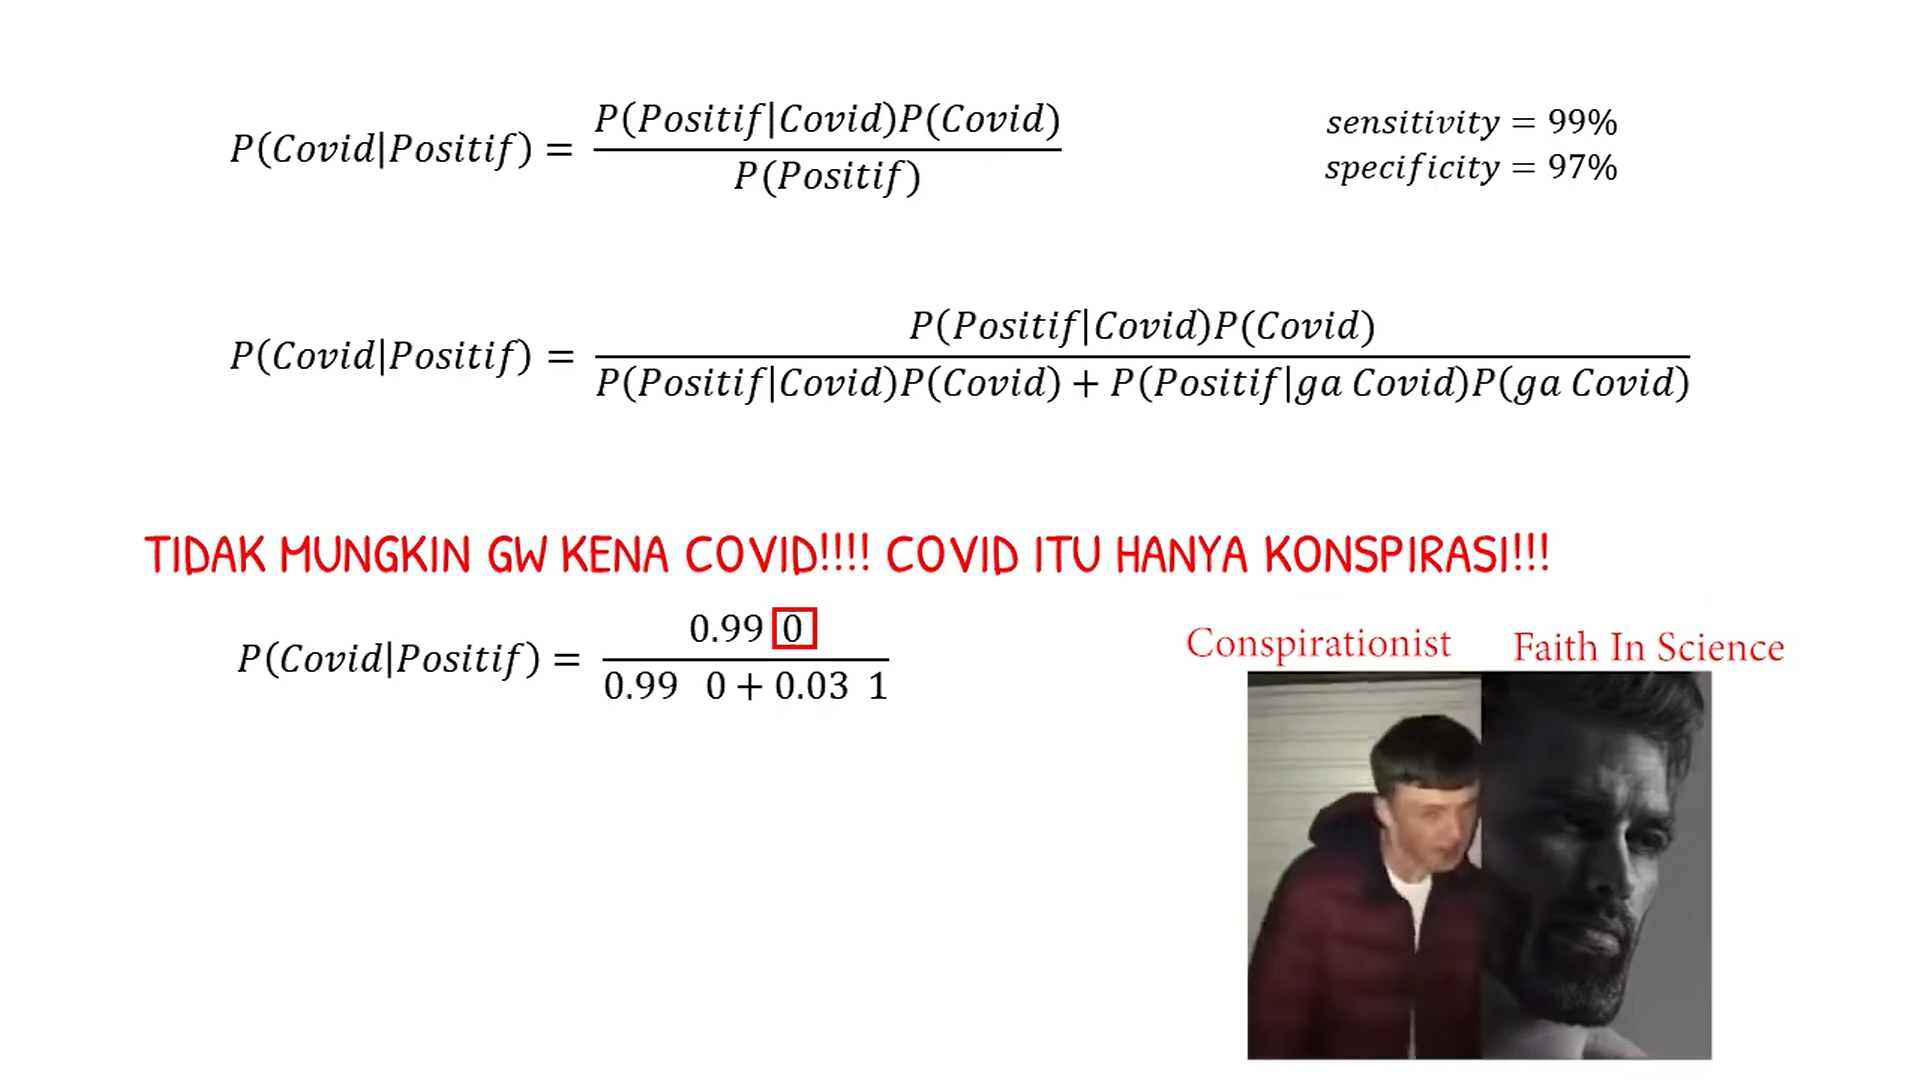 P(Covid|Positif) = P(Positif|Covid)P(Covid) / P(Positif)
sensitivity = 99%
specificity = 97%
P(Covid|Positif) = P(Positif|Covid)P(Covid) / P(Positif|Covid)P(Covid) + P(Positif|ga Covid)P(ga Covid)
TIDAK MUNGKIN GW KENA COVID!!!! COVID ITU HANYA KONSPIRASI!!!
P(Covid|Positif) = 0.99 0 / 0.99 0 + 0.03 1
Conspirationist
Faith In Science